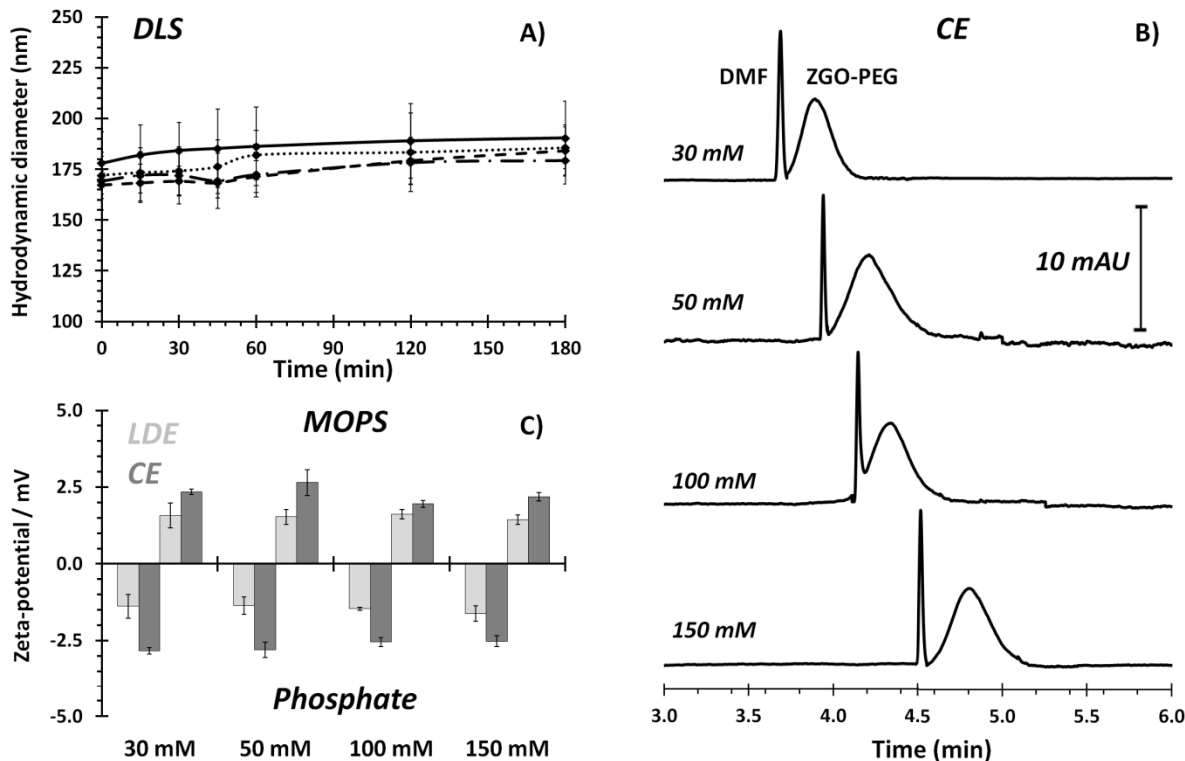 DLS
A)
250
225
200
175
150
125
100
Hydrodynamic diameter (nm)
0 30 60 90 120 150 180
Time (min)
CE
B)
DMF ZGO-PEG
30 mM
50 mM
10 mAU
100 mM
150 mM
3.0 3.5 4.0 4.5 5.0 5.5 6.0
Time (min)
MOPS
C)
LDE
CE
5.0
2.5
0.0
-2.5
-5.0
Zeta-potential / mV
Phosphate
30 mM 50 mM 100 mM 150 mM